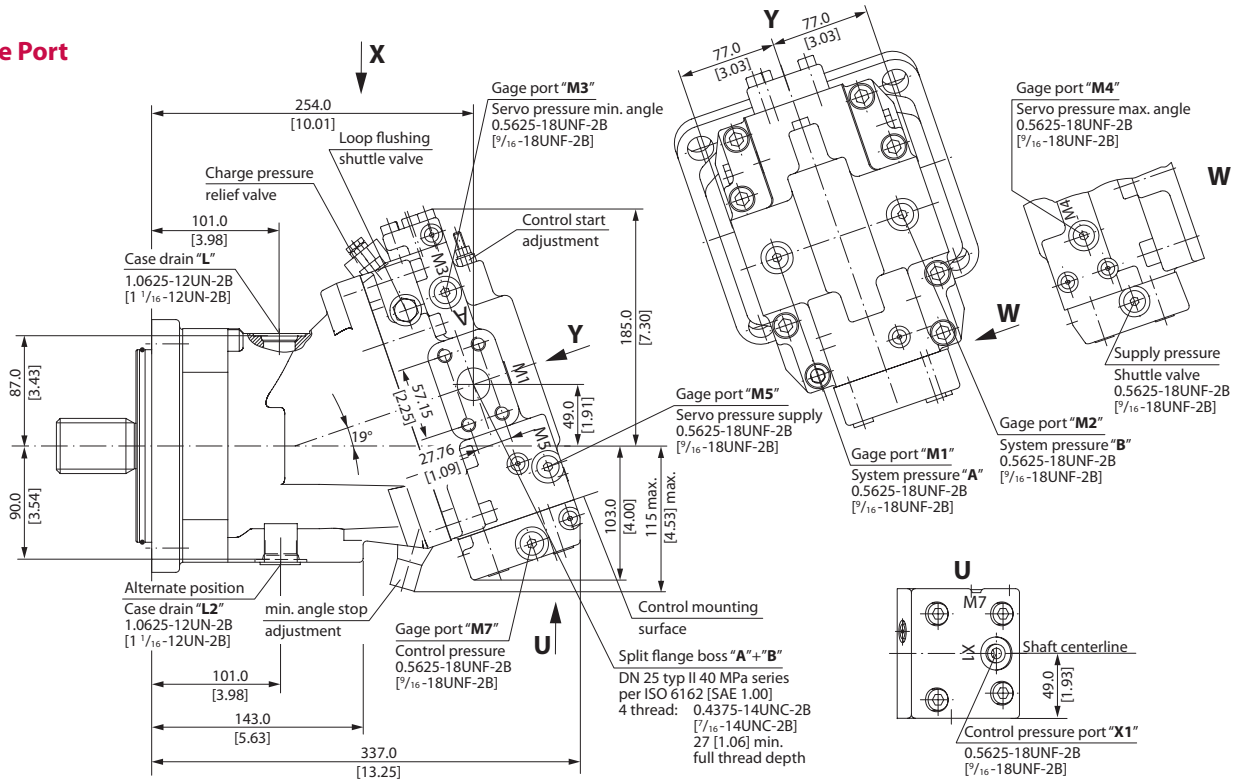 e Port
X
Y
77.0
[3.03]
77.0
[3.03]
254.0
[10.01]
Gage port "M3"
Servo pressure min. angle
0.5625-18UNF-2B
[9/16-18UNF-2B]
Gage port "M4"
Servo pressure max. angle
0.5625-18UNF-2B
[9/16-18UNF-2B]
Loop flushing
shuttle valve
Charge pressure
relief valve
W
M4
101.0
[3.98]
Control start
adjustment
Case drain "L"
1.0625-12UN-2B
[1 1/16-12UN-2B]
M3
A
185.0
[7.30]
Y
W
M1
87.0
[3.43]
57.15
[2.25]
49.0
[1.91]
Supply pressure
Shuttle valve
0.5625-18UNF-2B
[9/16-18UNF-2B]
Gage port "M5"
Servo pressure supply
0.5625-18UNF-2B
[9/16-18UNF-2B]
19°
M5
27.76
[1.09]
Gage port "M2"
System pressure "B"
0.5625-18UNF-2B
[9/16-18UNF-2B]
Gage port "M1"
System pressure "A"
0.5625-18UNF-2B
[9/16-18UNF-2B]
90.0
[3.54]
103.0
[4.00]
115 max.
[4.53] max.
Alternate position
Case drain "L2"
1.0625-12UN-2B
[1 1/16-12UN-2B]
min. angle stop
adjustment
Gage port "M7"
Control pressure
0.5625-18UNF-2B
[9/16-18UNF-2B]
U
Control mounting
surface
Split flange boss "A"+"B"
DN 25 typ II 40 MPa series
per ISO 6162 [SAE 1.00]
4 thread: 0.4375-14UNC-2B
[7/16-14UNC-2B]
27 [1.06] min.
full thread depth
U
M7
X1
Shaft centerline
49.0
[1.93]
Control pressure port "X1"
0.5625-18UNF-2B
[9/16-18UNF-2B]
101.0
[3.98]
143.0
[5.63]
337.0
[13.25]